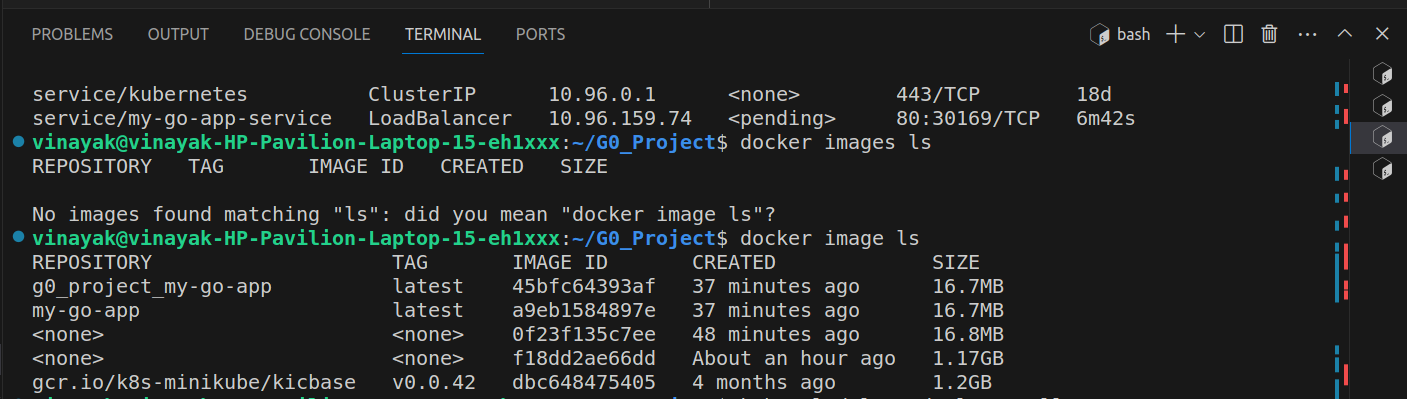 PROBLEMS OUTPUT DEBUG CONSOLE TERMINAL PORTS bash
service/kubernetes ClusterIP 10.96.0.1 <none> 443/TCP 18d
service/my-go-app-service LoadBalancer 10.96.159.74 <pending> 80:30169/TCP 6m42s
vinayak@vinayak-HP-Pavilion-Laptop-15-eh1xxx:~/G0_Project$ docker images ls
REPOSITORY TAG IMAGE ID CREATED SIZE
No images found matching "ls": did you mean "docker image ls"?
vinayak@vinayak-HP-Pavilion-Laptop-15-eh1xxx:~/G0_Project$ docker image ls
REPOSITORY TAG IMAGE ID CREATED SIZE
g0_project_my-go-app latest 45bfc64393af 37 minutes ago 16.7MB
my-go-app latest a9eb1584897e 37 minutes ago 16.7MB
<none> <none> 0f23f135c7ee 48 minutes ago 16.8MB
<none> <none> f18dd2ae66dd About an hour ago 1.17GB
gcr.io/k8s-minikube/kicbase v0.0.42 dbc648475405 4 months ago 1.2GB